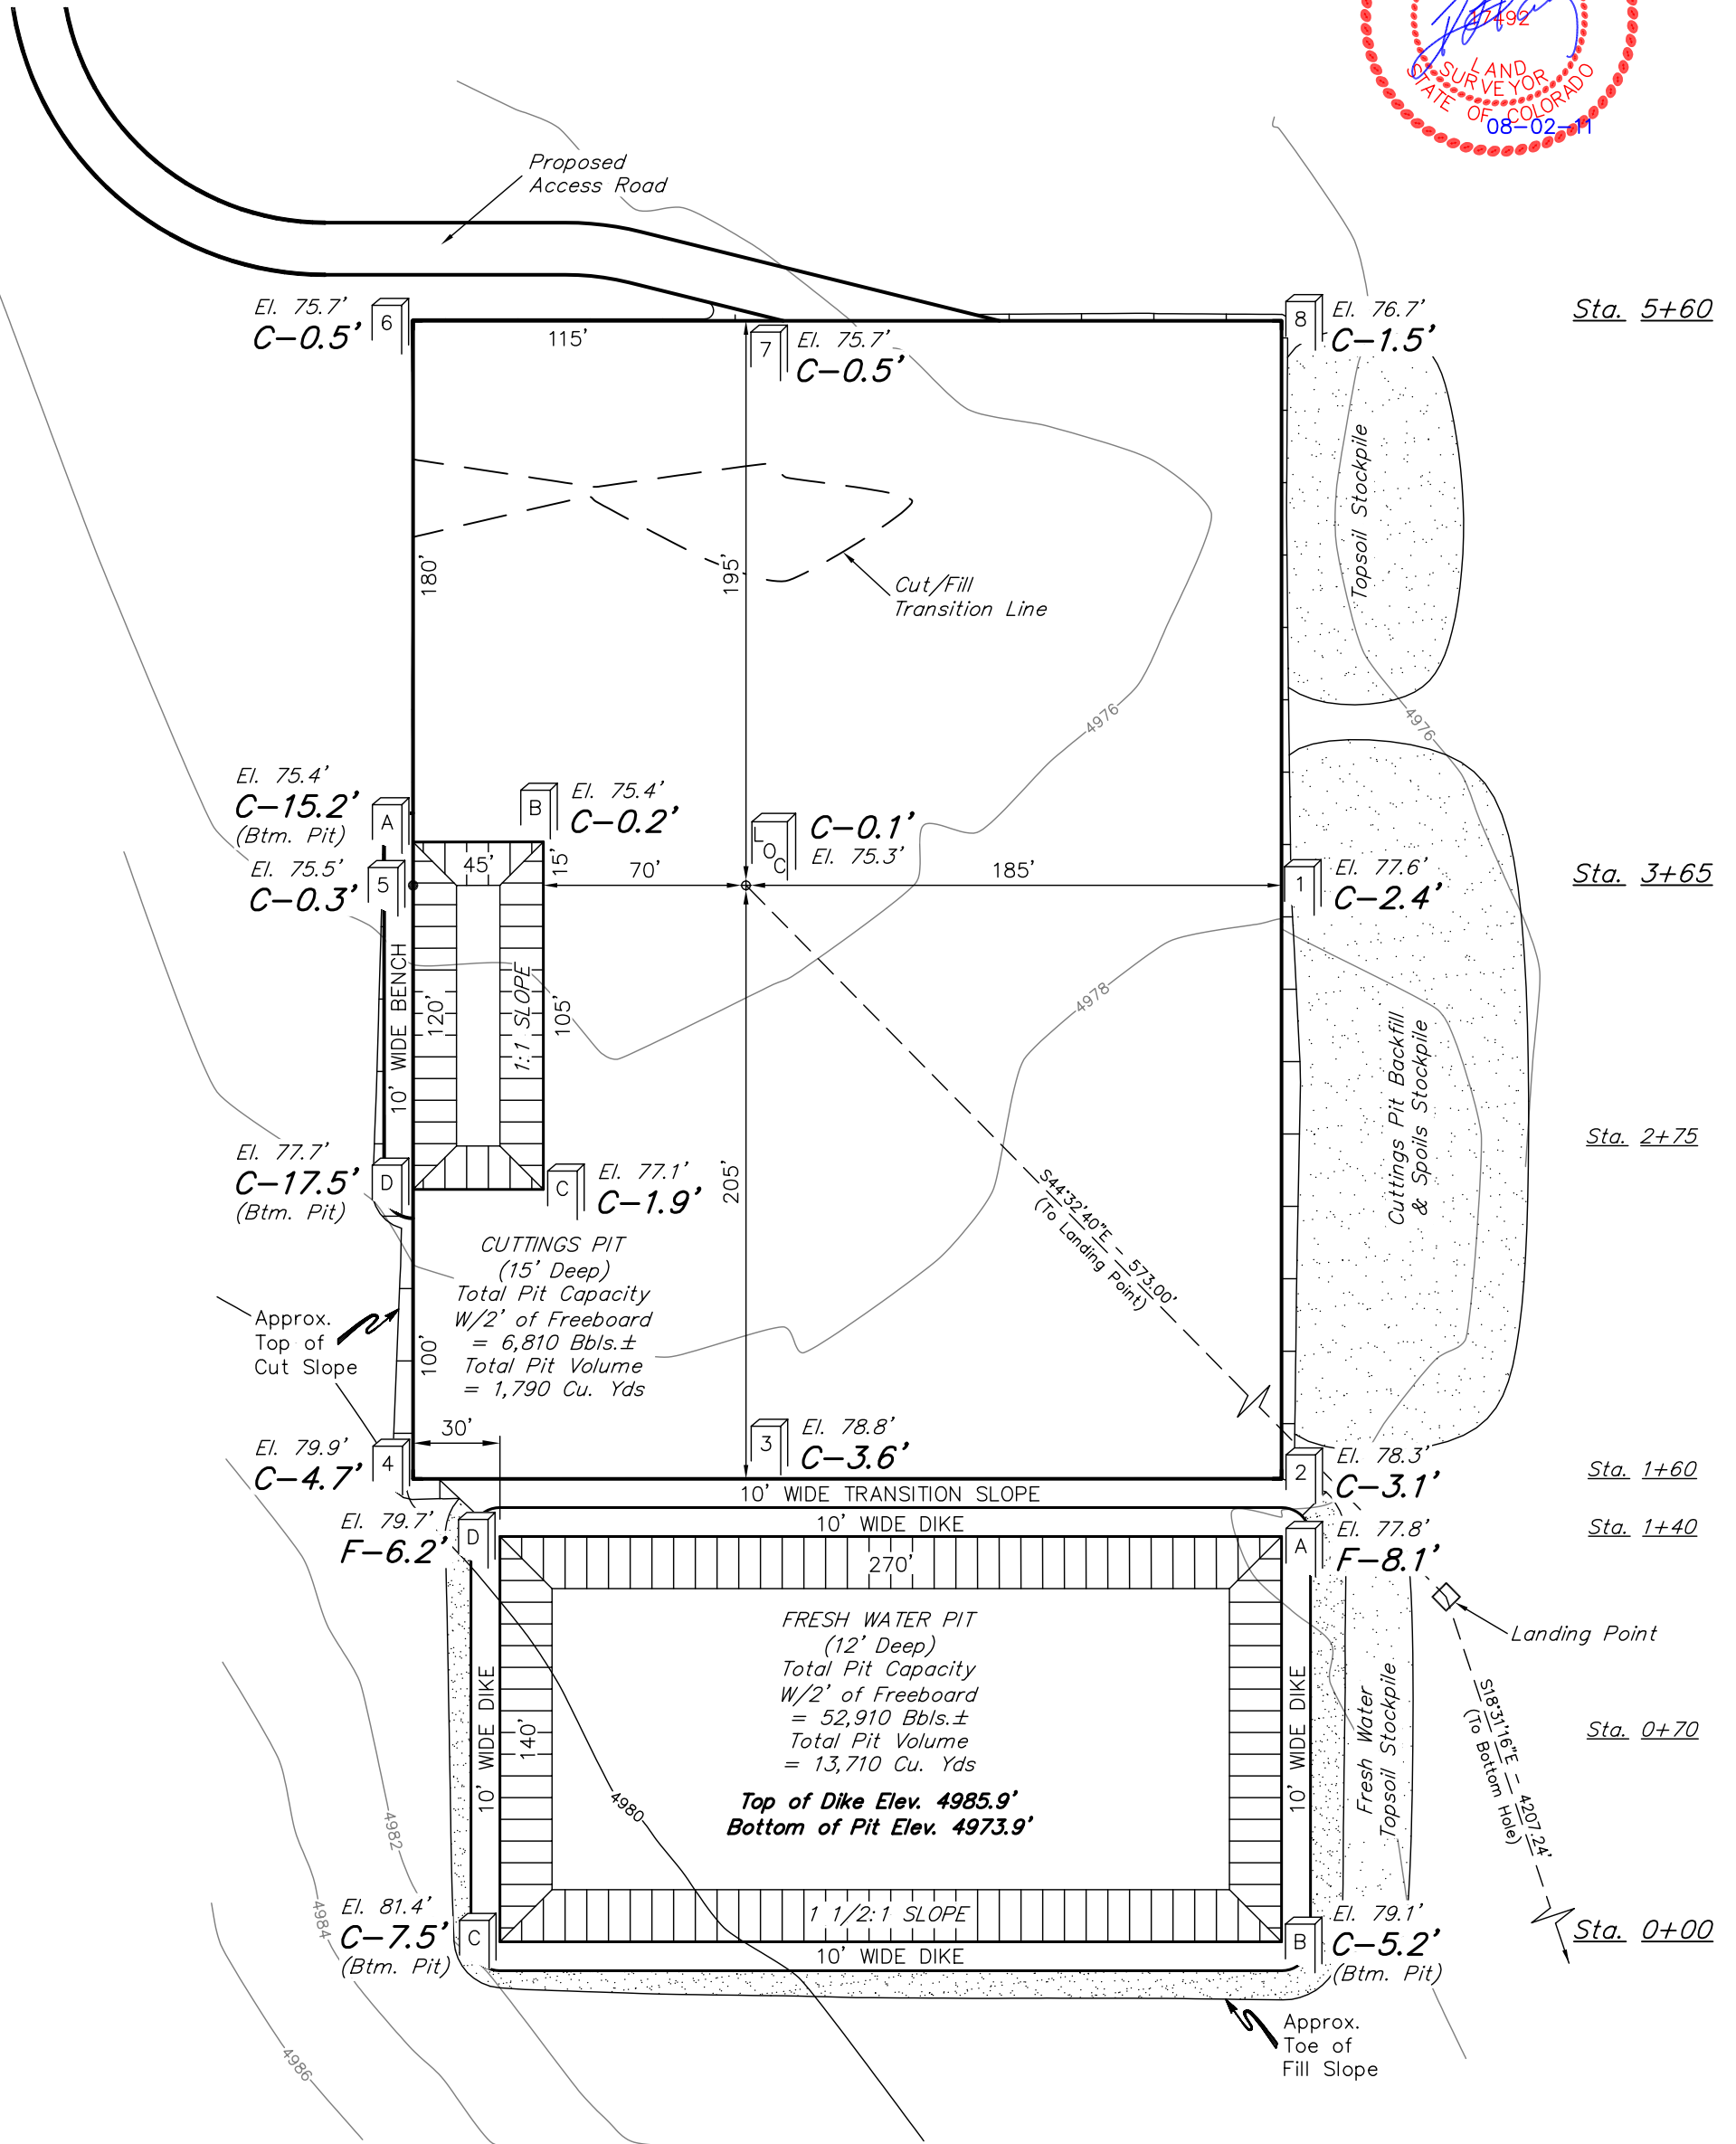 17492
LAND
SURVEYOR
STATE OF COLORADO
08-02-11
Proposed
Access Road
El. 75.7'
C-0.5'
6
115'
7
El. 75.7'
C-0.5'
8
El. 76.7'
C-1.5'
Sta. 5+60
Topsoil Stockpile
180'
195'
Cut/Fill
Transition Line
4976
4976
El. 75.4'
C-15.2'
(Btm. Pit)
A
B
El. 75.4'
C-0.2'
LOC
C-0.1'
El. 75.3'
El. 75.5'
C-0.3'
5
45'
15'
70'
185'
1
El. 77.6'
C-2.4'
Sta. 3+65
10' WIDE BENCH
120'
1:1 SLOPE
105'
4978
Cuttings Pit Backfill
& Spoils Stockpile
Sta. 2+75
El. 77.7'
C-17.5'
(Btm. Pit)
D
C
El. 77.1'
C-1.9'
205'
S44°32'40"E - 573.00'
(To Landing Point)
CUTTINGS PIT
(15' Deep)
Total Pit Capacity
W/2' of Freeboard
= 6,810 Bbls.±
Total Pit Volume
= 1,790 Cu. Yds
Approx.
Top of
Cut Slope
100'
30'
El. 79.9'
C-4.7'
4
3
El. 78.8'
C-3.6'
2
El. 78.3'
C-3.1'
Sta. 1+60
10' WIDE TRANSITION SLOPE
10' WIDE DIKE
El. 79.7'
F-6.2'
D
A
El. 77.8'
F-8.1'
Sta. 1+40
270'
FRESH WATER PIT
(12' Deep)
Total Pit Capacity
W/2' of Freeboard
= 52,910 Bbls.±
Total Pit Volume
= 13,710 Cu. Yds
Top of Dike Elev. 4985.9'
Bottom of Pit Elev. 4973.9'
10' WIDE DIKE
140'
10' WIDE DIKE
Fresh Water
Topsoil Stockpile
Landing Point
S18°31'16"E - 4207.24'
(To Bottom Hole)
Sta. 0+70
4980
4982
4984
4986
El. 81.4'
C-7.5'
(Btm. Pit)
C
1 1/2:1 SLOPE
10' WIDE DIKE
B
El. 79.1'
C-5.2'
(Btm. Pit)
Sta. 0+00
Approx.
Toe of
Fill Slope